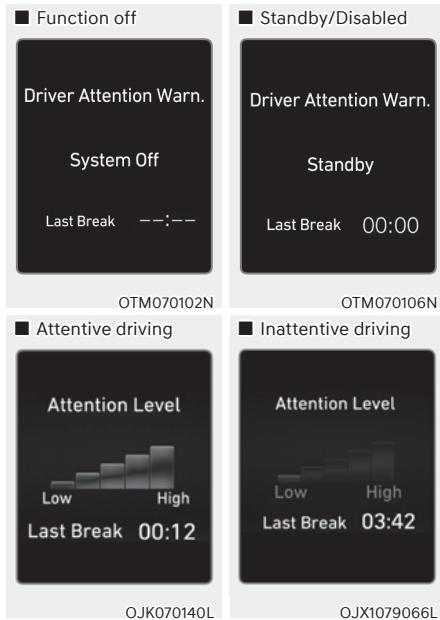 ■ Function off
Driver Attention Warn.
System Off
Last Break --:--
OTM070102N
■ Standby/Disabled
Driver Attention Warn.
Standby
Last Break 00:00
OTM070106N
■ Attentive driving
Attention Level
Low High
Last Break 00:12
OJK070140L
■ Inattentive driving
Attention Level
Low High
Last Break 03:42
OJX1079066L